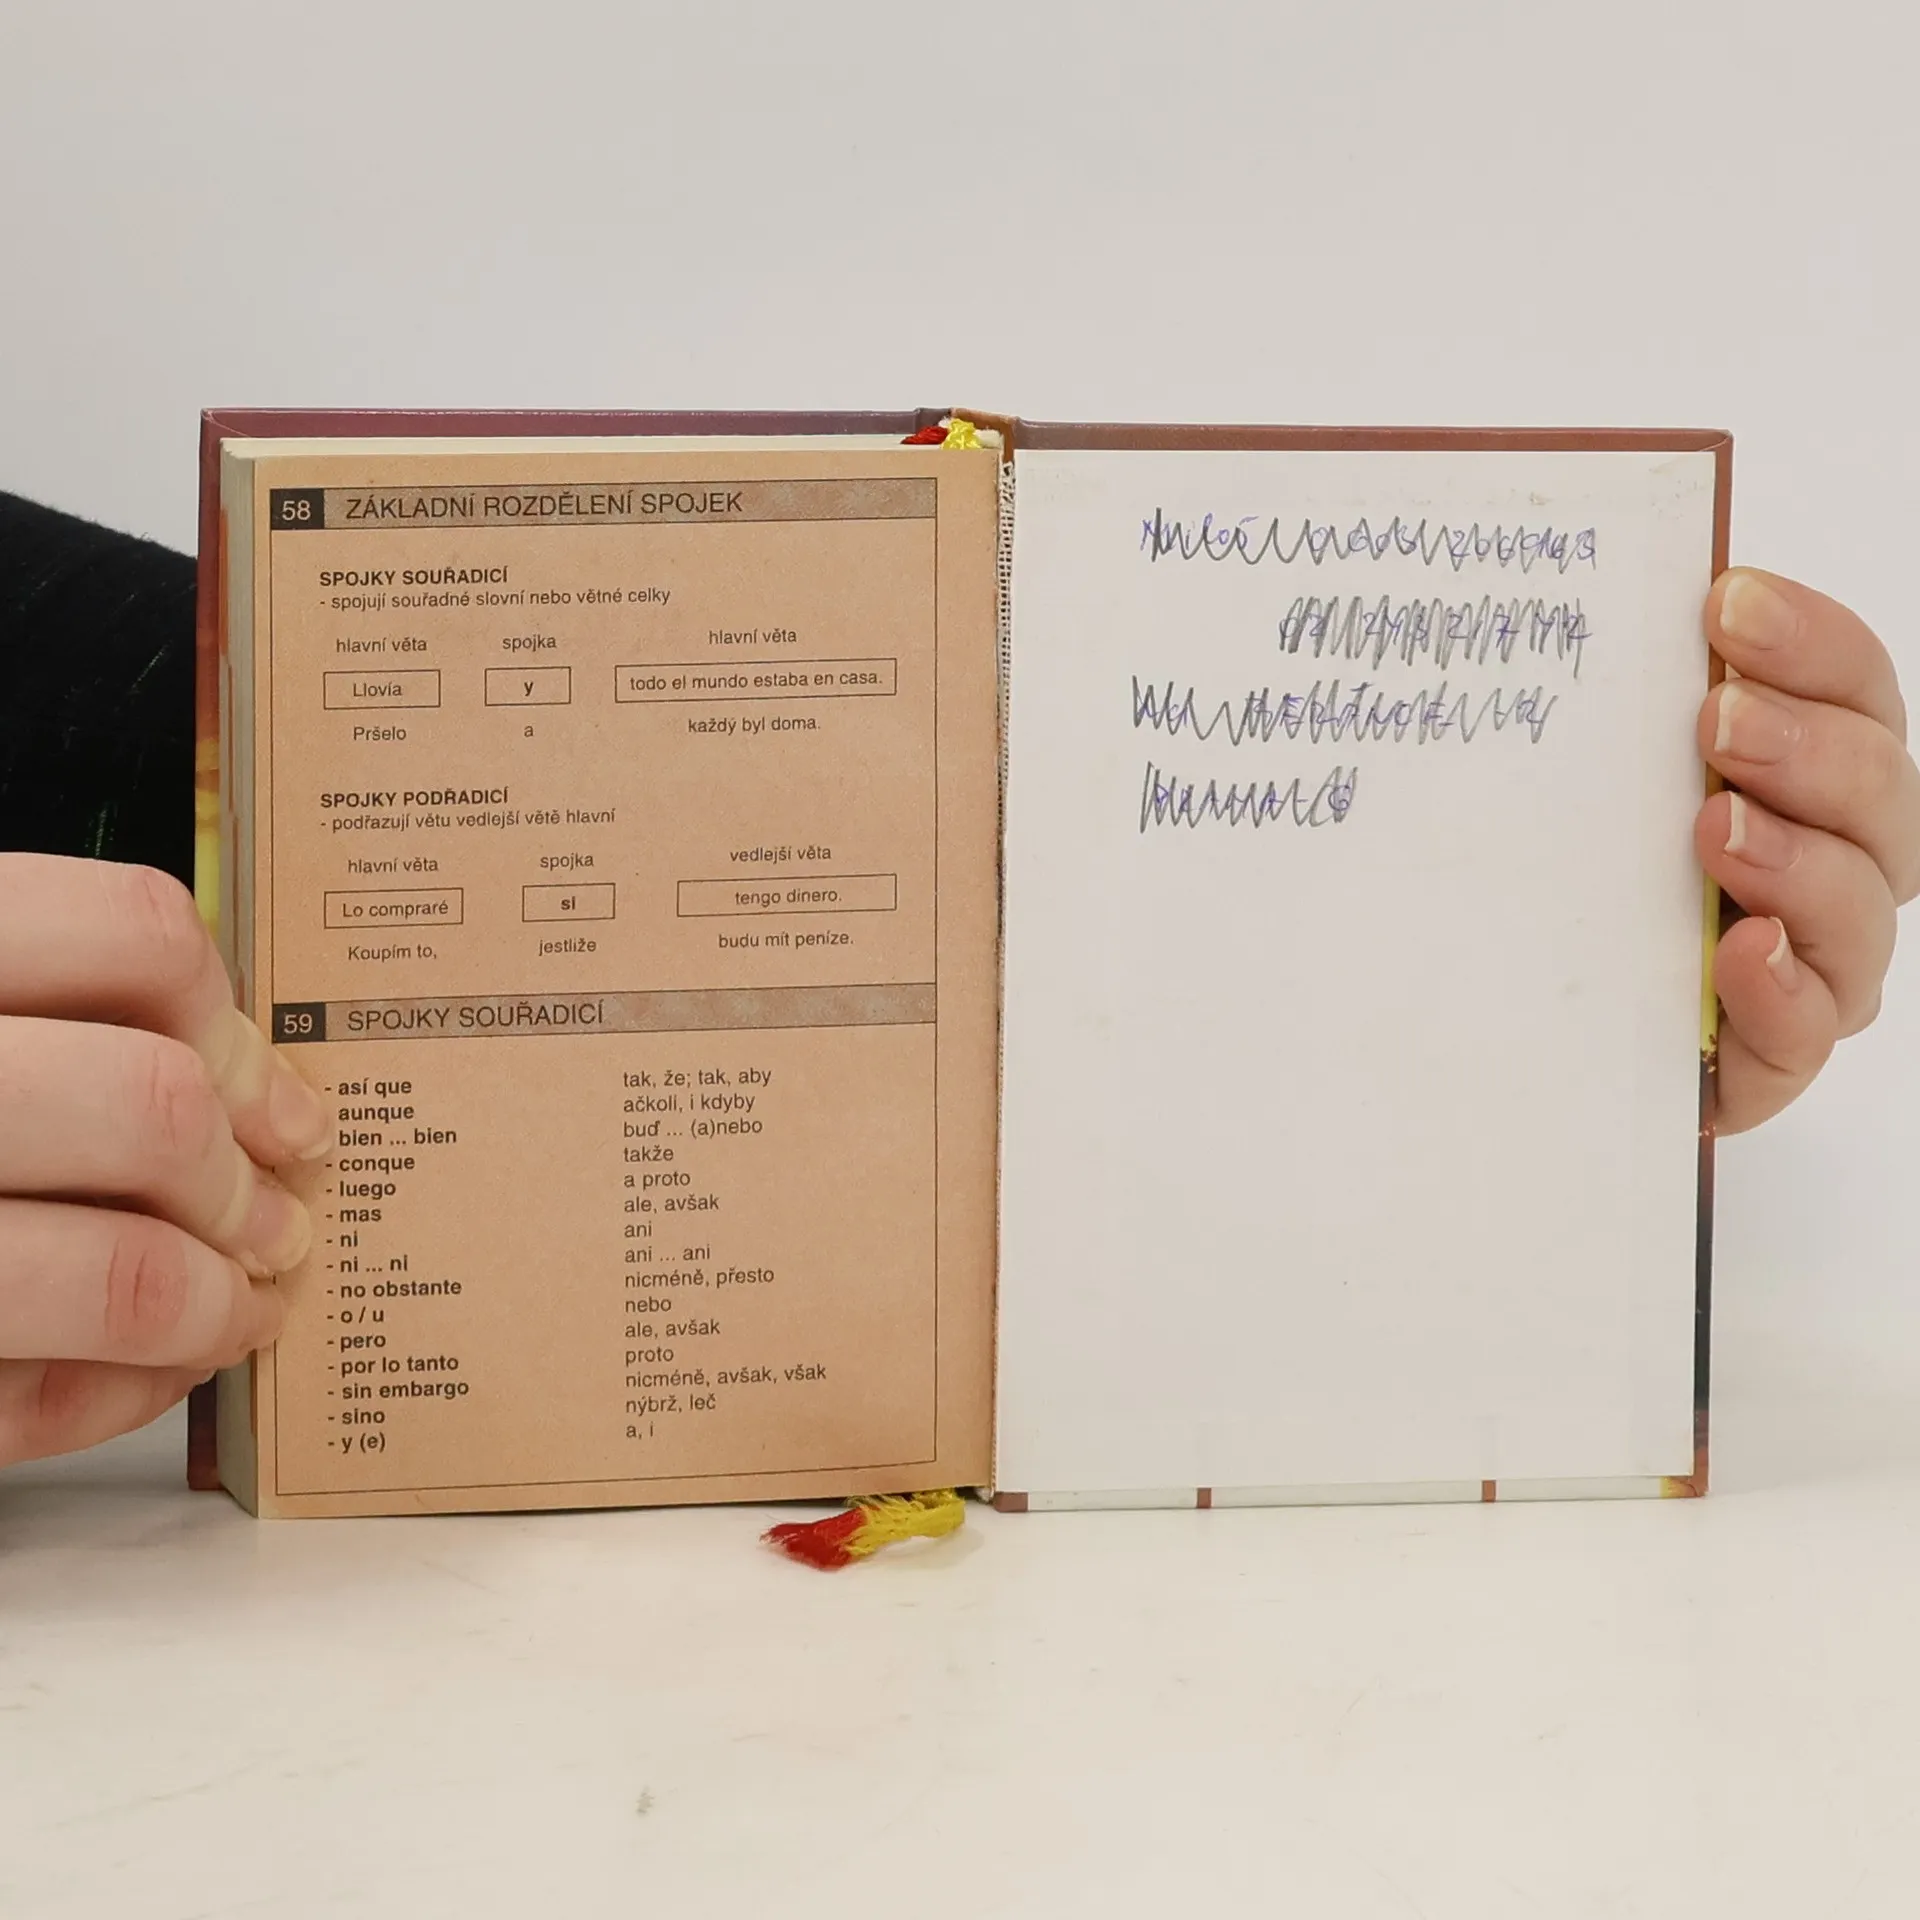 58 ZÁKLADNÍ ROZDĚLENÍ SPOJEK
SPOJKY SOUŘADICÍ
- spojují souřadné slovní nebo větné celky
hlavní věta spojka hlavní věta
Llovía y todo el mundo estaba en casa.
Pršelo a každý byl doma.
SPOJKY PODŘADICÍ
- podřazují větu vedlejší větě hlavní
hlavní věta spojka vedlejší věta
Lo compraré si tengo dinero.
Koupím to, jestliže budu mít peníze.
59 SPOJKY SOUŘADICÍ
- así que tak, že; tak, aby
aunque ačkoli, i kdyby
bien ... bien buď ... (a)nebo
- conque takže
- luego a proto
- mas ale, avšak
- ni ani
- ni ... ni ani ... ani
- no obstante nicméně, přesto
- o / u nebo
- pero ale, avšak
- por lo tanto proto
- sin embargo nicméně, avšak, však
- sino nýbrž, leč
- y (e) a, i